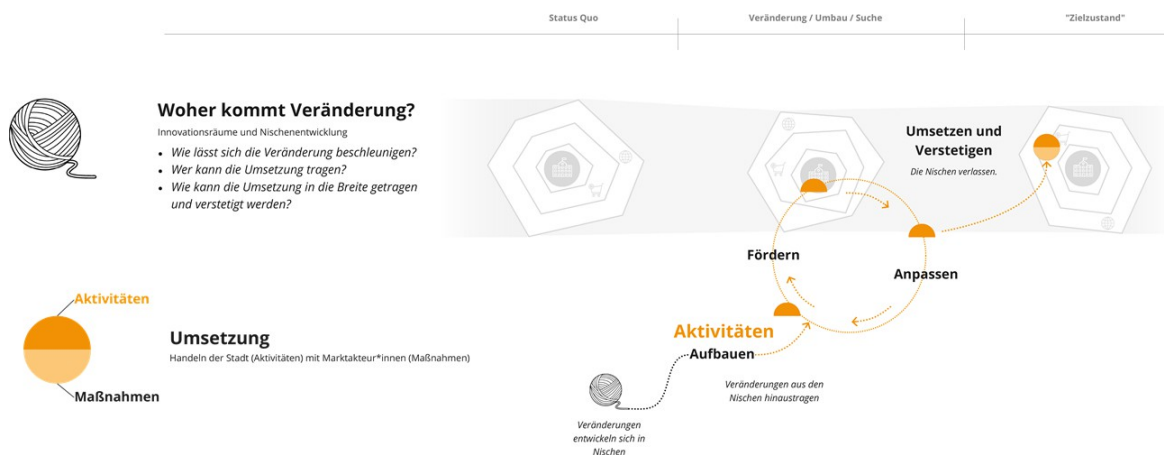 Status Quo
Veränderung / Umbau / Suche
"Zielzustand"
Woher kommt Veränderung?
Innovationsräume und Nischenentwicklung
• Wie lässt sich die Veränderung beschleunigen?
• Wer kann die Umsetzung tragen?
• Wie kann die Umsetzung in die Breite getragen
und verstetigt werden?
Umsetzen und
Verstetigen
Die Nischen verlassen.
Fördern
Anpassen
Aktivitäten
Umsetzung
Handeln der Stadt (Aktivitäten) mit Marktakteur*innen (Maßnahmen)
Maßnahmen
Aktivitäten
Aufbauen
Veränderungen aus den
Nischen hinaustragen
Veränderungen
entwickeln sich in
Nischen